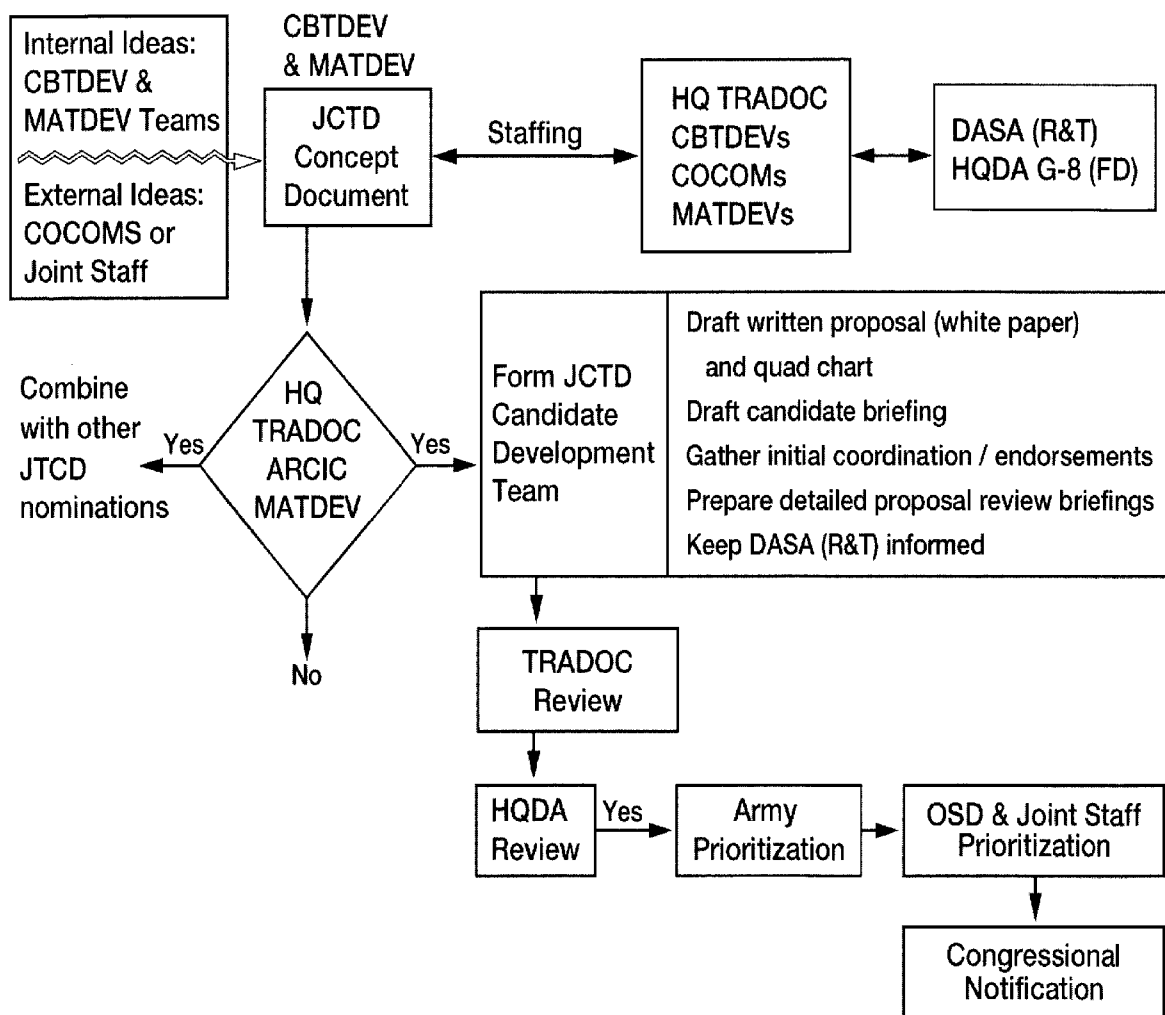 Internal Ideas:
CBTDEV &
MATDEV Teams
External Ideas:
COCOMS or
Joint Staff
CBTDEV
& MATDEV
JCTD
Concept
Document
Staffing
HQ TRADOC
CBTDEVs
COCOMs
MATDEVs
DASA (R&T)
HQDA G-8 (FD)
Combine
with other
JTCD
nominations
Yes
HQ
TRADOC
ARCIC
MATDEV
Yes
No
Form JCTD
Candidate
Development
Team
Draft written proposal (white paper)
and quad chart
Draft candidate briefing
Gather initial coordination / endorsements
Prepare detailed proposal review briefings
Keep DASA (R&T) informed
TRADOC
Review
HQDA
Review
Yes
Army
Prioritization
OSD & Joint Staff
Prioritization
Congressional
Notification